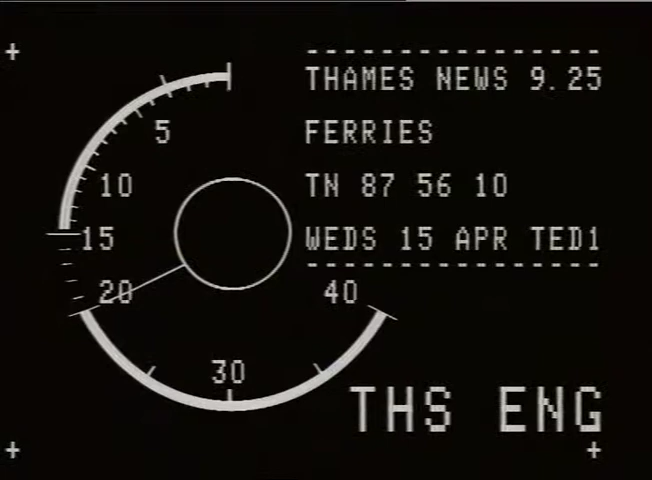 THAMES NEWS 9.25
FERRIES
TN 87 56 10
WEDS 15 APR TED1
5
10
15
20
30
40
THS ENG